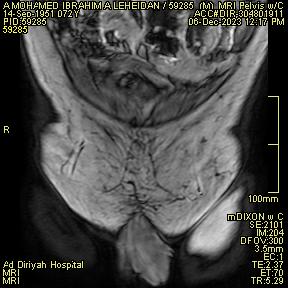 A MOHAMED IBRAHIM A LEHEIDAN / 59285 (M) MRI Pelvis w/C
14-Sep-1951 072Y ACC#DIR-304801911
PID:59285 06-Dec-2023 12:17 PM
59285
R
100mm
mDIXON w C
SE:2101
IM:204
DFOV:300
3.5mm
Ad Diriyah Hospital EC:1
MRI TE:2.37
MRI ET:70
TR:5.29